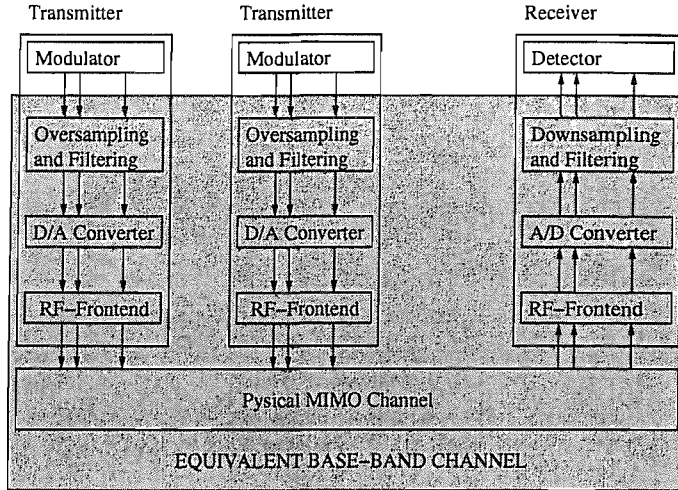 Transmitter Transmitter Receiver
Modulator Modulator Detector
Oversampling Oversampling Downsampling
and Filtering and Filtering and Filtering
D/A Converter D/A Converter A/D Converter
RF-Frontend RF-Frontend RF-Frontend
Pysical MIMO Channel
EQUIVALENT BASE-BAND CHANNEL